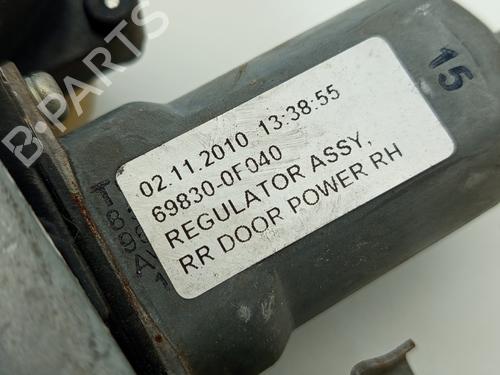 B-PARTS
15
02.11.2010 13:38:55
69830-0F040
REGULATOR ASSY,
RR DOOR POWER RH